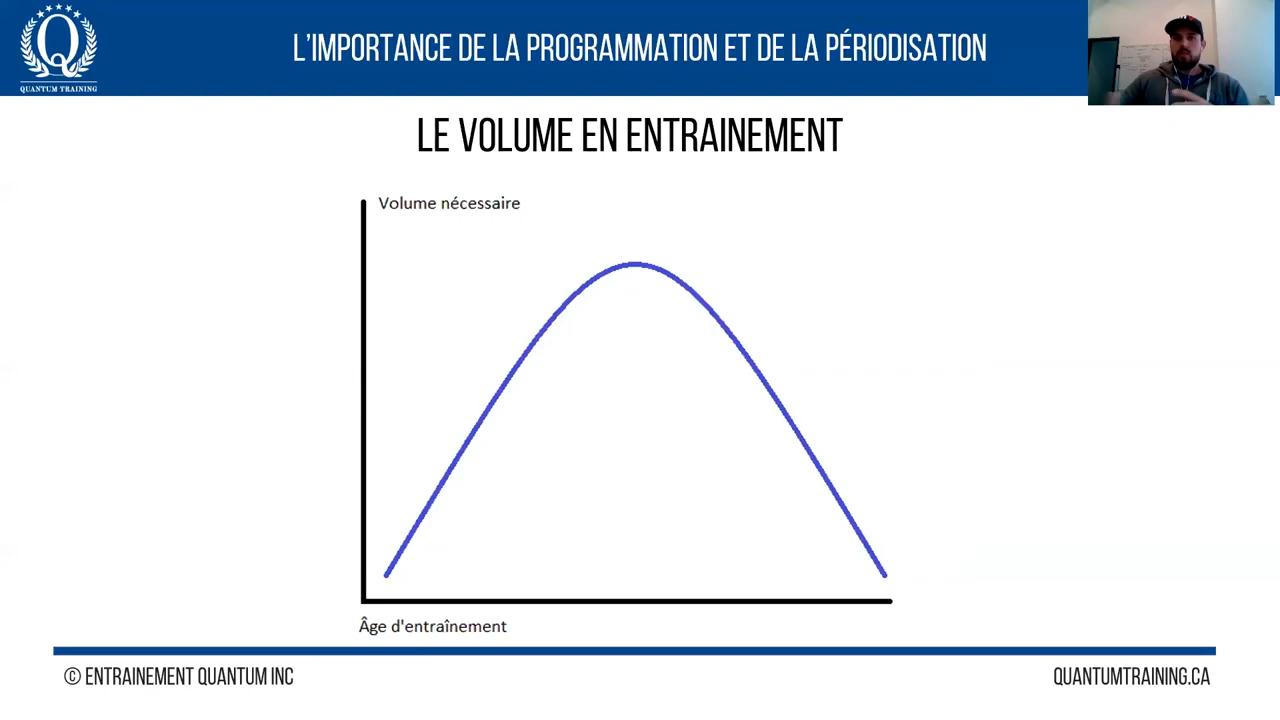 QUANTUM TRAINING
L'IMPORTANCE DE LA PROGRAMMATION ET DE LA PÉRIODISATION
LE VOLUME EN ENTRAINEMENT
Volume nécessaire
Âge d'entraînement
© ENTRAINEMENT QUANTUM INC
QUANTUMTRAINING.CA